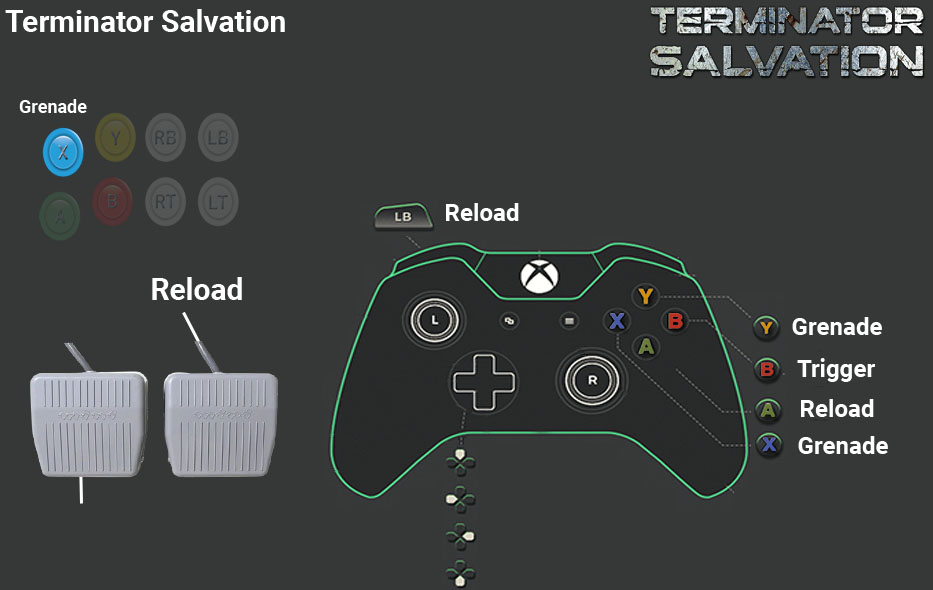 Terminator Salvation
TERMINATOR
SALVATION
Grenade
X Y RB LB
A B RT LT
LB Reload
Reload
Y
L X B
A
R
Y Grenade
B Trigger
A Reload
X Grenade